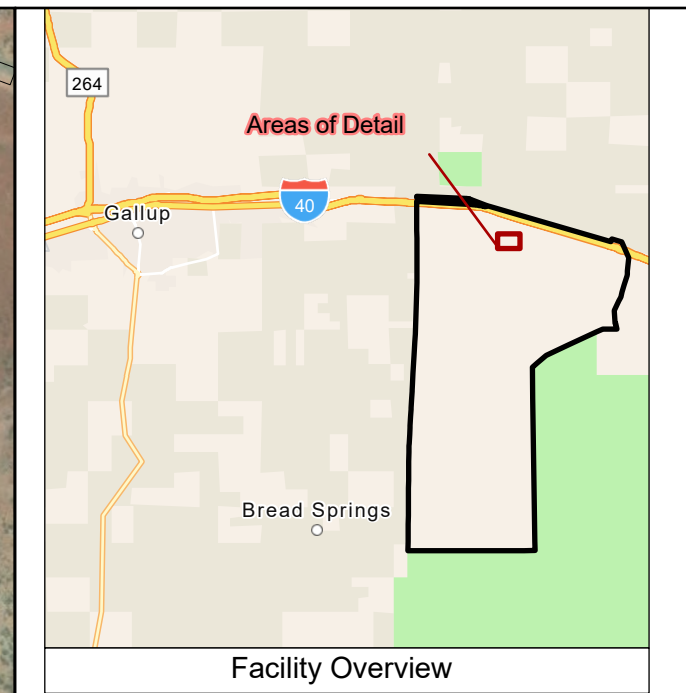 264
Areas of Detail
40
Gallup
Bread Springs
Facility Overview